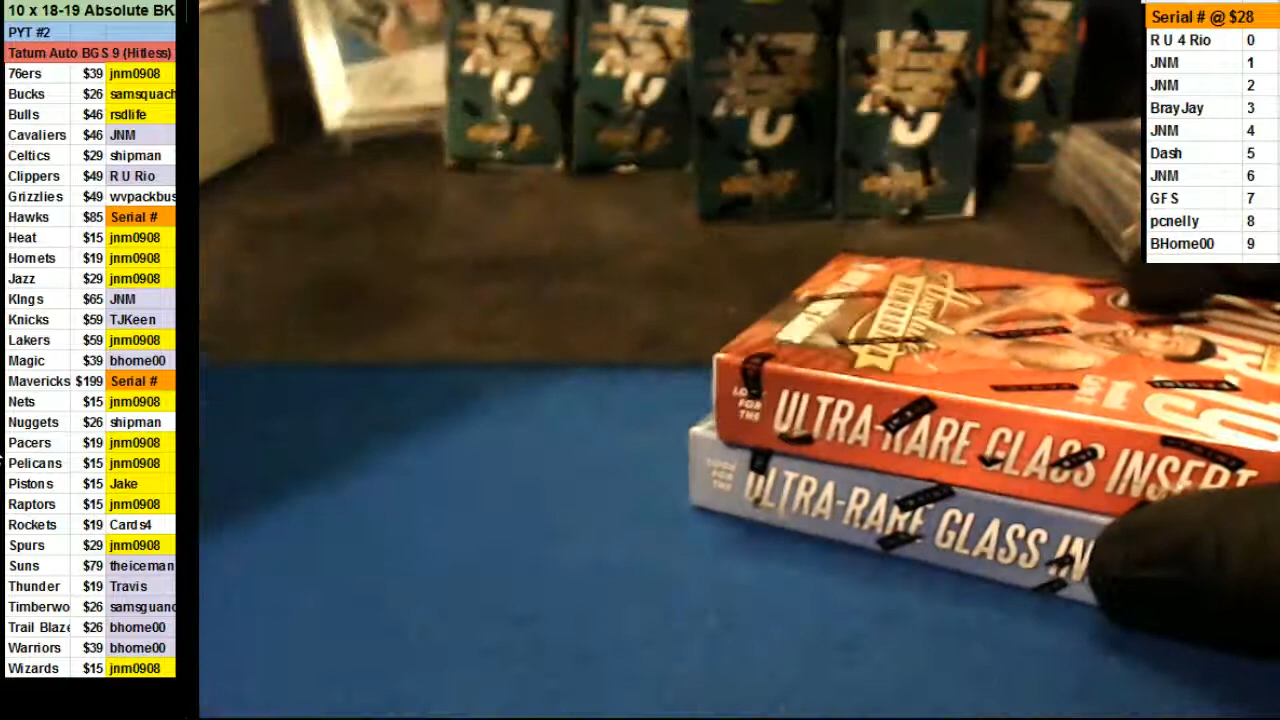 10 x 18-19 Absolute BK
PYT #2
Tatum Auto BGS 9 (Hitless)
76ers $39 jnm0908
Bucks $26 samsquach
Bulls $46 rsdlife
Cavaliers $46 JNM
Celtics $29 shipman
Clippers $49 R U Rio
Grizzlies $49 wvpackbus
Hawks $85 Serial #
Heat $15 jnm0908
Hornets $19 jnm0908
Jazz $29 jnm0908
KIngs $65 JNM
Knicks $59 TJKeen
Lakers $59 jnm0908
Magic $39 bhome00
Mavericks $199 Serial #
Nets $15 jnm0908
Nuggets $26 shipman
Pacers $19 jnm0908
Pelicans $15 jnm0908
Pistons $15 Jake
Raptors $15 jnm0908
Rockets $19 Cards4
Spurs $29 jnm0908
Suns $79 theiceman
Thunder $19 Travis
Timberwo $26 samsguanc
Trail Blaze $26 bhome00
Warriors $39 bhome00
Wizards $15 jnm0908
Serial # @ $28
R U 4 Rio 0
JNM 1
JNM 2
BrayJay 3
JNM 4
Dash 5
JNM 6
GFS 7
pcnelly 8
BHome00 9
LOOK FOR THE
ULTRA-RARE GLASS INSERT
LOOK FOR THE
ULTRA-RARE GLASS IN